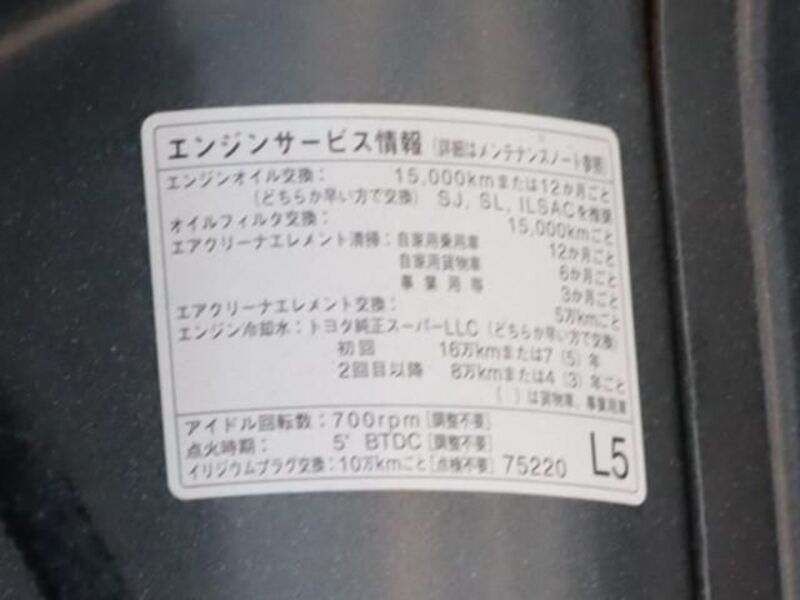 エンジンサービス情報 (詳細はメンテナンスノート参照)
エンジンオイル交換: 15,000kmまたは12か月ごと
(どちらか早い方で交換) SJ, SL, ILSACを推奨
オイルフィルタ交換: 15,000kmごと
エアクリーナエレメント清掃: 自家用乗用車 12か月ごと
自家用貨物車 6か月ごと
事業用等 3か月ごと
エアクリーナエレメント交換: 5万kmごと
エンジン冷却水: トヨタ純正スーパーLLC (どちらか早い方で交換)
初回 16万kmまたは7 (5) 年
2回目以降 8万kmまたは4 (3) 年ごと
( ) は貨物車、事業用車
アイドル回転数: 700rpm [調整不要]
点火時期: 5° BTDC [調整不要]
イリジウムプラグ交換: 10万kmごと [点検不要] 75220 L5